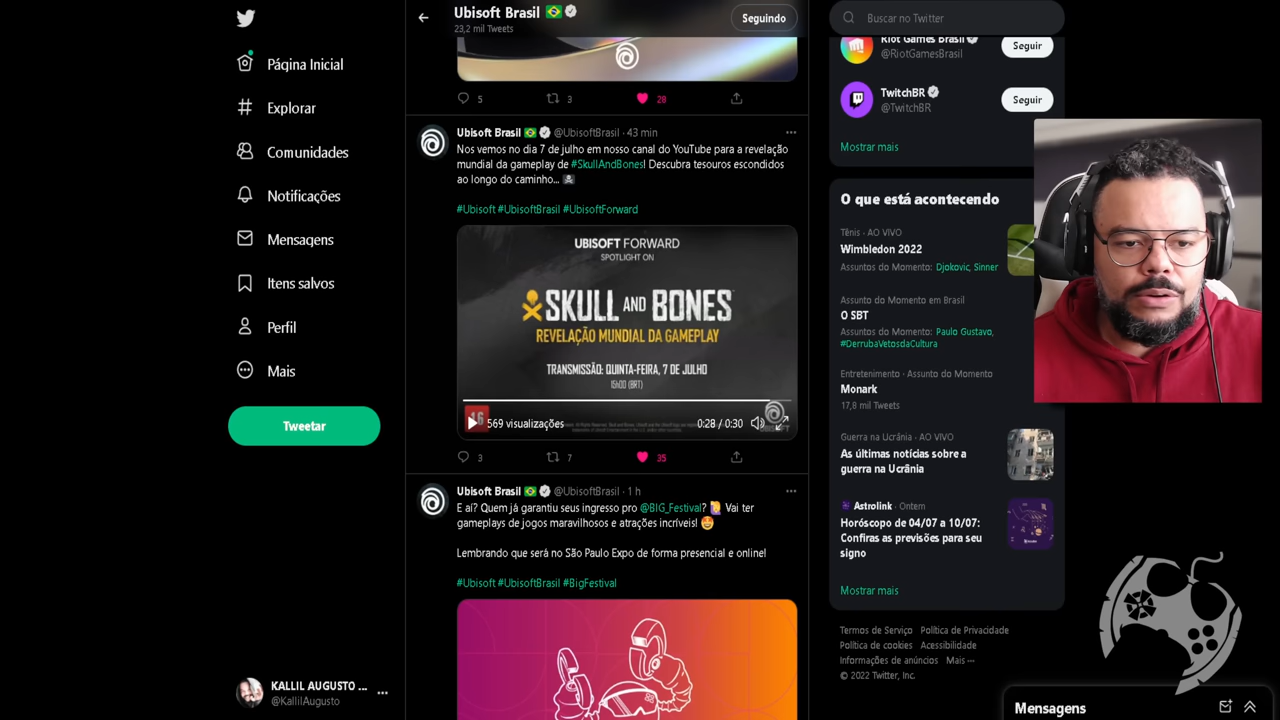 Página Inicial
Explorar
Comunidades
Notificações
Mensagens
Itens salvos
Perfil
Mais
Tweetar
KALLIL AUGUSTO ...
@KallilAugusto
Ubisoft Brasil
23,2 mil Tweets
Seguindo
5
3
28
Ubisoft Brasil @UbisoftBrasil · 43 min
Nos vemos no dia 7 de julho em nosso canal do YouTube para a revelação
mundial da gameplay de #SkullAndBones! Descubra tesouros escondidos
ao longo do caminho...
#Ubisoft #UbisoftBrasil #UbisoftForward
UBISOFT FORWARD
SPOTLIGHT ON
SKULL AND BONES
REVELAÇÃO MUNDIAL DA GAMEPLAY
TRANSMISSÃO: QUINTA-FEIRA, 7 DE JULHO
15h00 (BRT)
569 visualizações
0:28 / 0:30
3
7
35
Ubisoft Brasil @UbisoftBrasil · 1 h
E aí? Quem já garantiu seus ingresso pro @BIG_Festival? Vai ter
gameplays de jogos maravilhosos e atrações incríveis!
Lembrando que será no São Paulo Expo de forma presencial e online!
#Ubisoft #UbisoftBrasil #BigFestival
Buscar no Twitter
Riot Games Brasil
@RiotGamesBrasil
Seguir
TwitchBR
@TwitchBR
Seguir
Mostrar mais
O que está acontecendo
Tênis · AO VIVO
Wimbledon 2022
Assuntos do Momento: Djokovic, Sinner
Assunto do Momento em Brasil
O SBT
Assuntos do Momento: Paulo Gustavo,
#DerrubaVetosdaCultura
Entretenimento · Assunto do Momento
Monark
17,8 mil Tweets
Guerra na Ucrânia · AO VIVO
As últimas notícias sobre a
guerra na Ucrânia
Astrolink · Ontem
Horóscopo de 04/07 a 10/07:
Confiras as previsões para seu
signo
Mostrar mais
Termos de Serviço Política de Privacidade
Política de cookies Acessibilidade
Informações de anúncios Mais ···
© 2022 Twitter, Inc.
Mensagens